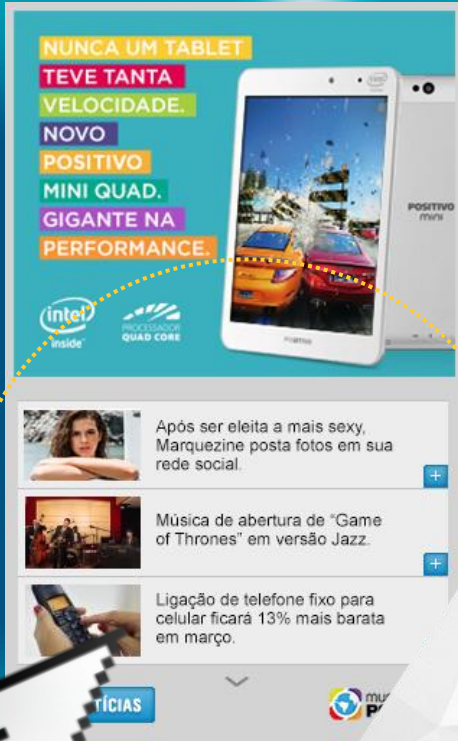 NUNCA UM TABLET
TEVE TANTA
VELOCIDADE.
NOVO
POSITIVO
MINI QUAD.
GIGANTE NA
PERFORMANCE.
intel
inside
PROCESSADOR
QUAD CORE
POSITIVO
mini
Após ser eleita a mais sexy,
Marquezine posta fotos em sua
rede social.
Música de abertura de “Game
of Thrones” em versão Jazz.
Ligação de telefone fixo para
celular ficará 13% mais barata
em março.